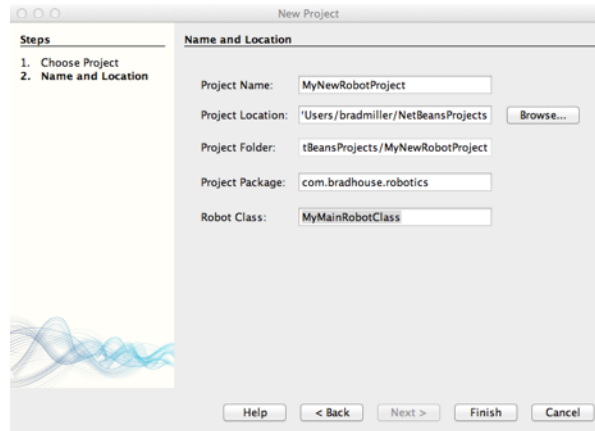 New Project
Steps
1. Choose Project
2. Name and Location
Name and Location
Project Name: MyNewRobotProject
Project Location: 'Users/bradmiller/NetBeansProjects Browse...
Project Folder: tBeansProjects/MyNewRobotProject
Project Package: com.bradhouse.robotics
Robot Class: MyMainRobotClass
Help < Back Next > Finish Cancel